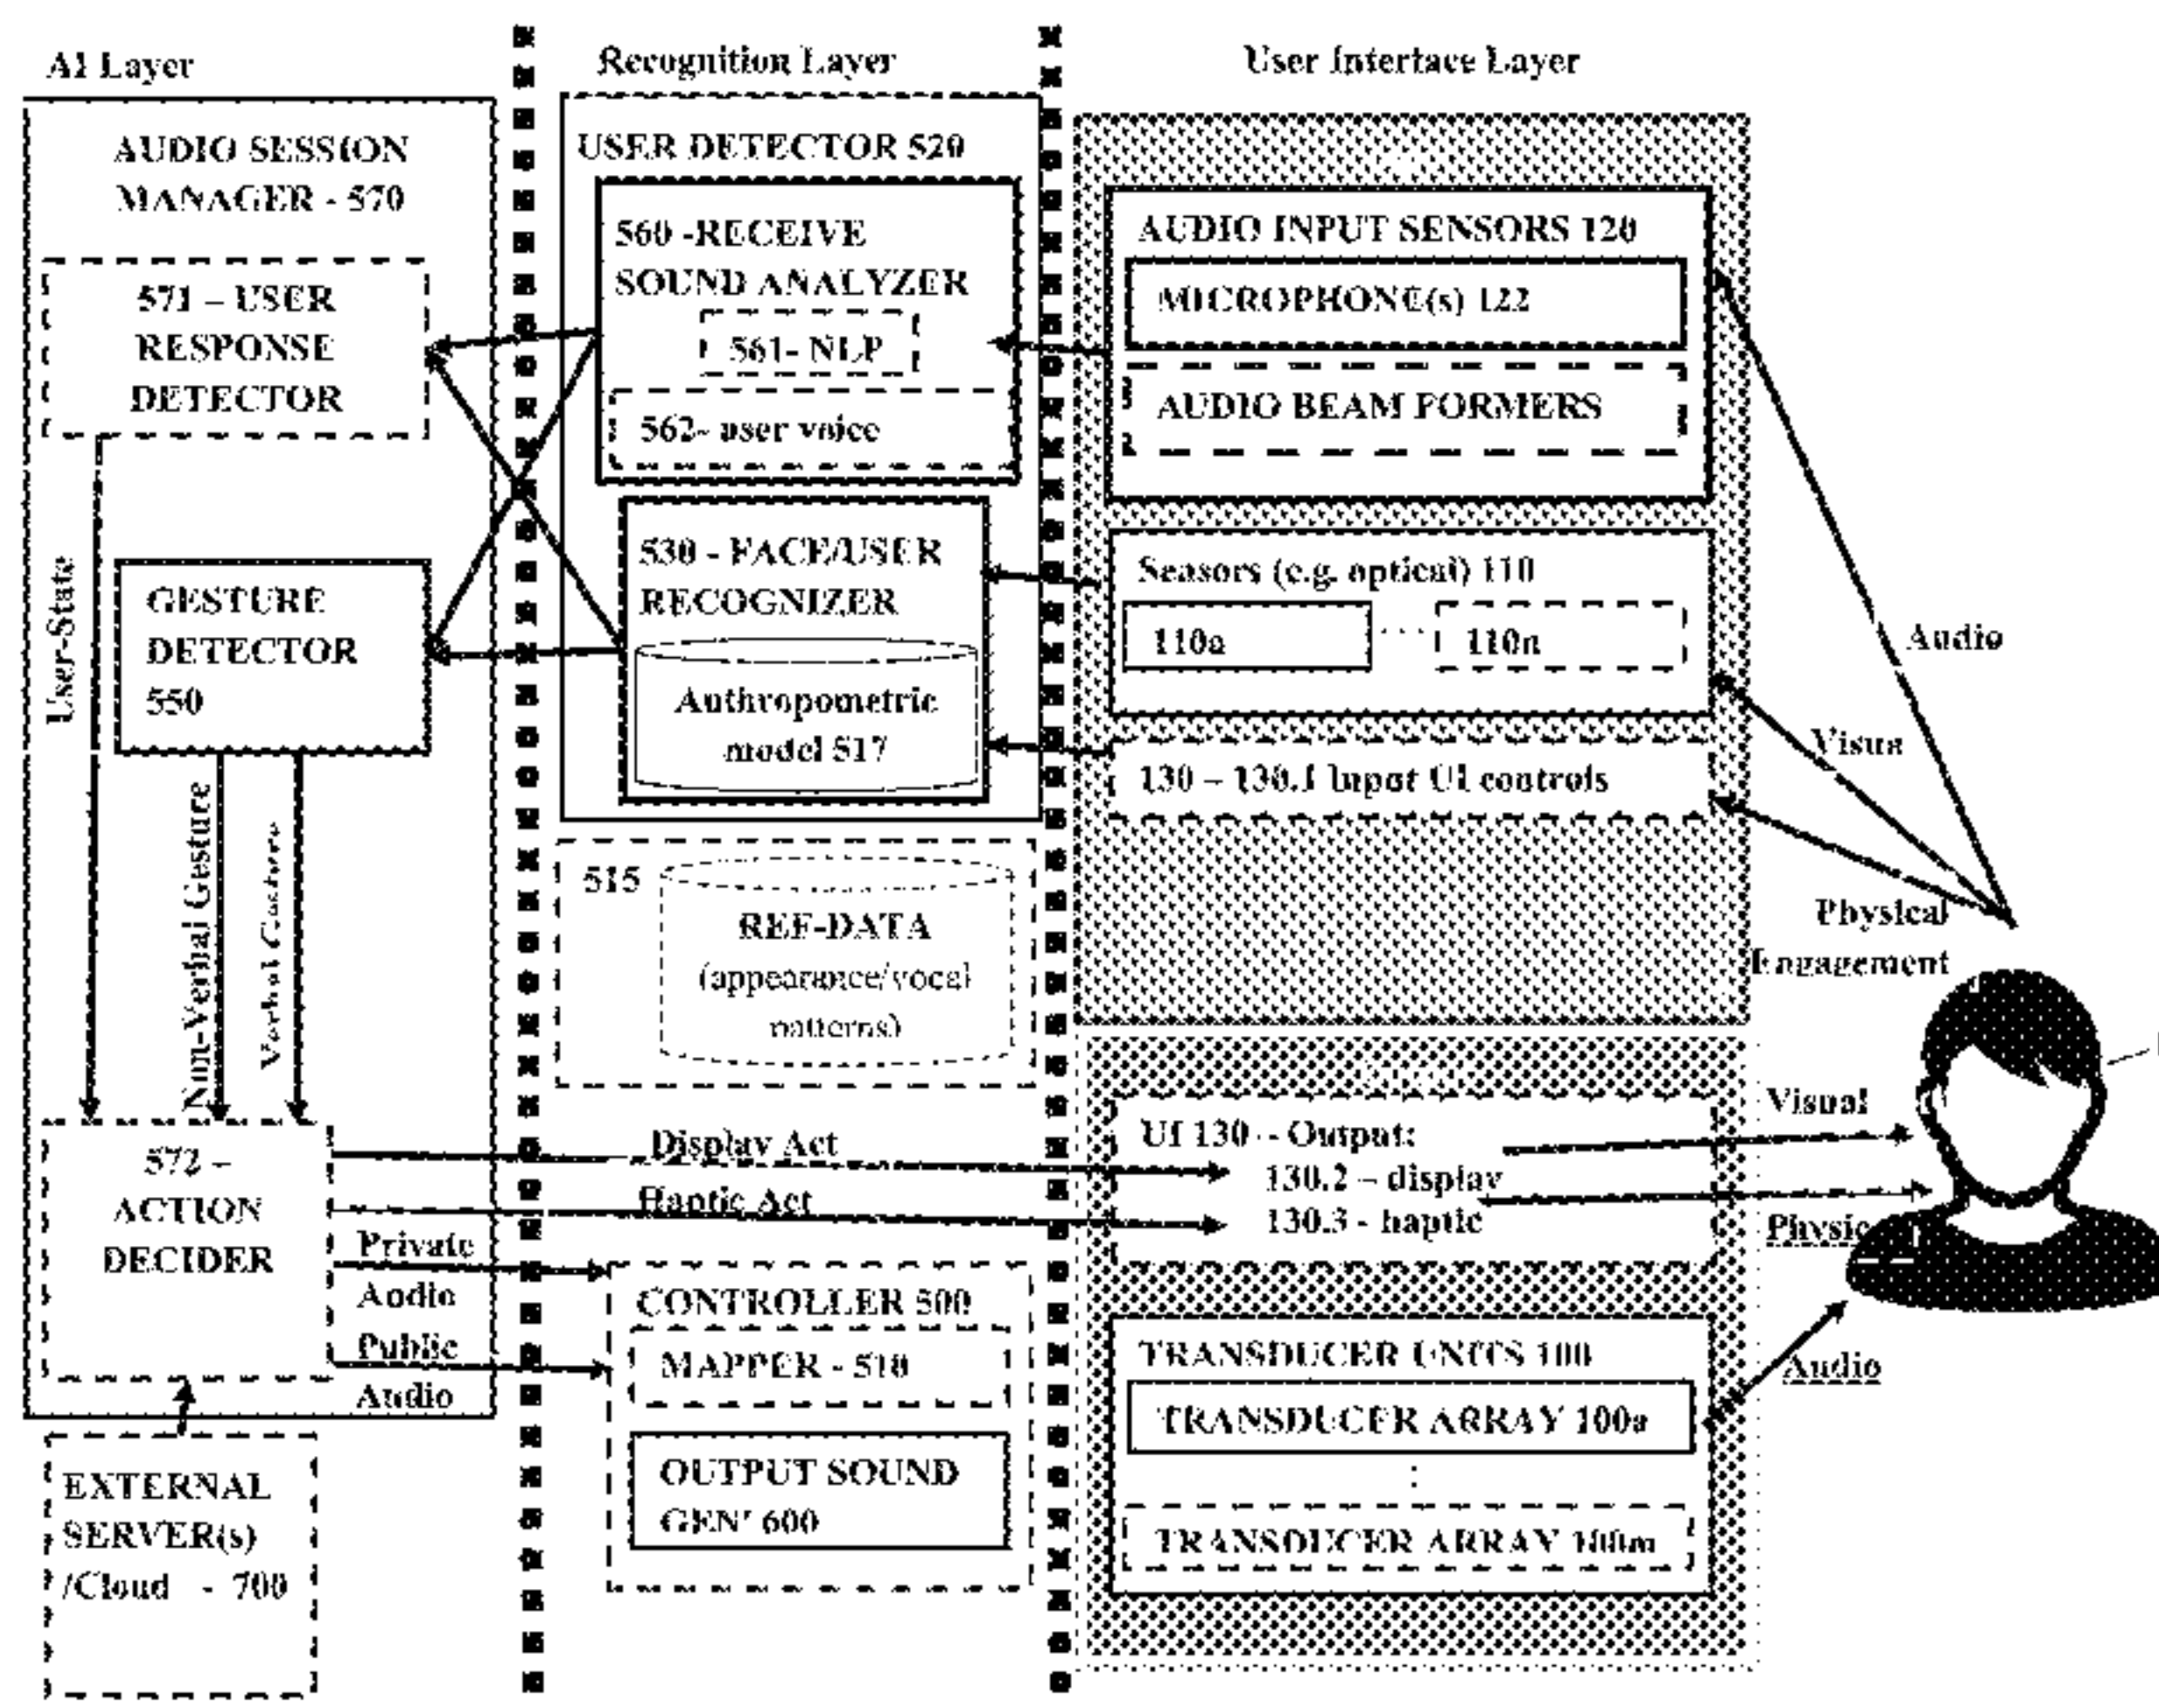 AI Layer
Recognition Layer
User Interface Layer
AUDIO SESSION
MANAGER - 570
571 – USER
RESPONSE
DETECTOR
User-State
GESTURE
DETECTOR
550
Non-Verbal Gesture
Verbal Gesture
572 –
ACTION
DECIDER
EXTERNAL
SERVER(s)
/Cloud - 700
USER DETECTOR 520
560 -RECEIVE
SOUND ANALYZER
561- NLP
562- user voice
530 - FACE/USER
RECOGNIZER
Anthropometric
model 517
515
REF-DATA
(appearance/vocal
patterns)
Display Act
Haptic Act
Private
Audio
Public
Audio
CONTROLLER 500
MAPPER - 510
OUTPUT SOUND
GEN' 600
AUDIO INPUT SENSORS 120
MICROPHONE(s) 122
AUDIO BEAM FORMERS
Sensors (e.g. optical) 110
110a
... 110n
130 – 130.1 Input UI controls
UI 130 – Output:
130.2 – display
130.3 - haptic
TRANSDUCER UNITS 100
TRANSDUCER ARRAY 100a
:
TRANSDUCER ARRAY 100m
Audio
Visua
Physical
Engagement
Visual
Physic
Audio